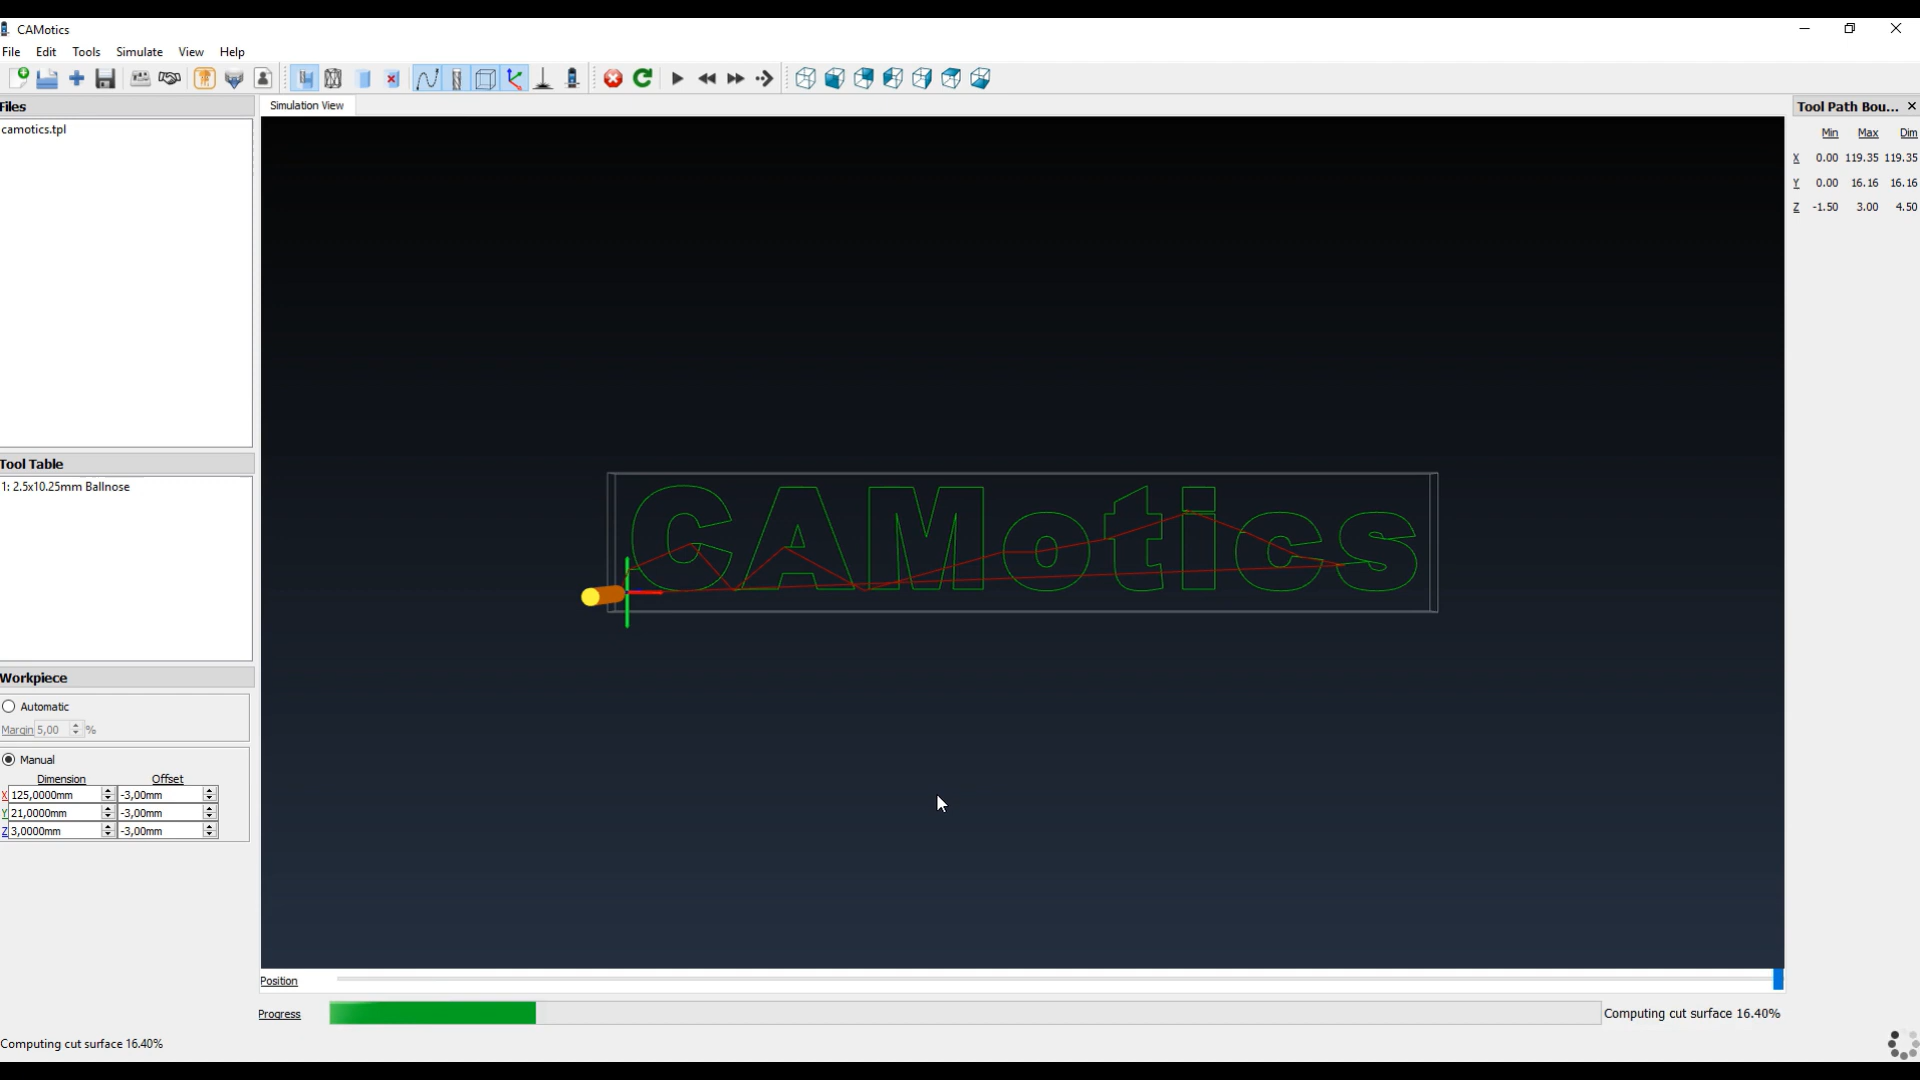 CAMotics
File Edit Tools Simulate View Help
Files
Simulation View
Tool Path Bou...
camotics.tpl
Min Max Dim
X 0.00 119.35 119.35
Y 0.00 16.16 16.16
Z -1.50 3.00 4.50
Tool Table
1: 2.5x10.25mm Ballnose
CAMotics
Workpiece
Automatic
Margin 5,00 %
Manual
Dimension Offset
X 125,0000mm -3,00mm
Y 21,0000mm -3,00mm
Z 3,0000mm -3,00mm
Position
Progress Computing cut surface 16.40%
Computing cut surface 16.40%